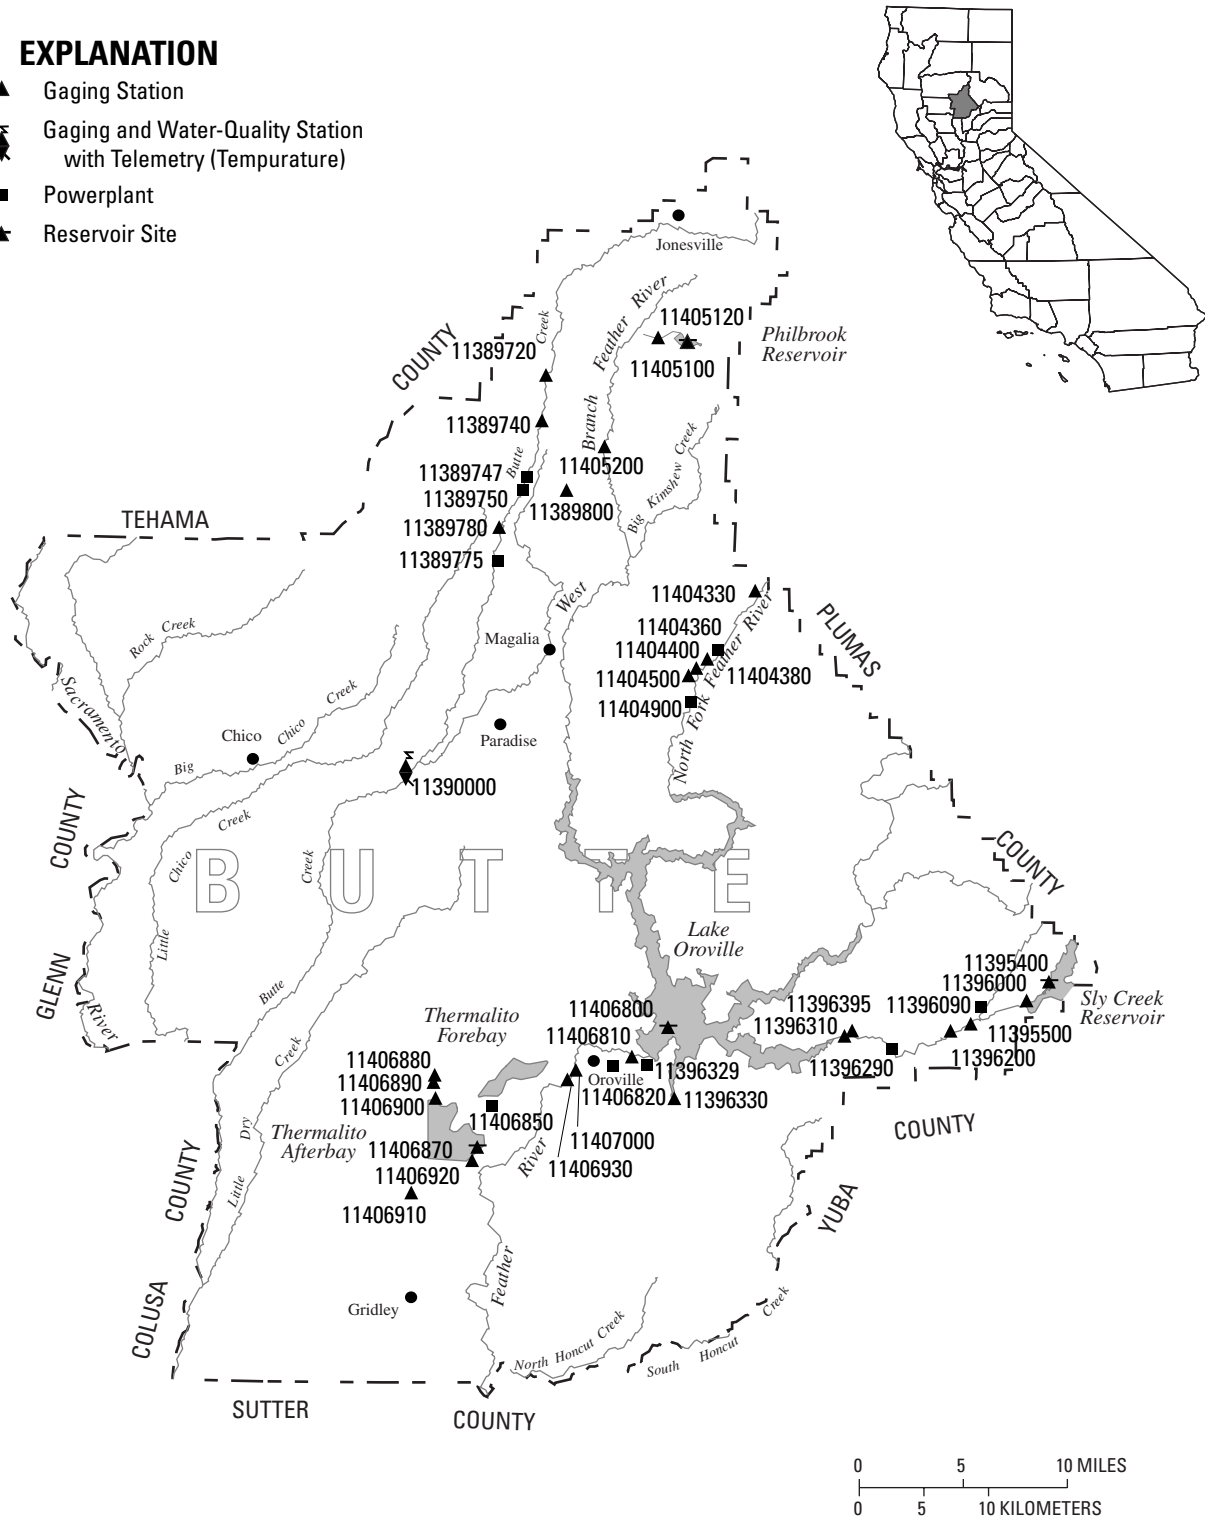 EXPLANATION
Gaging Station
Gaging and Water-Quality Station
with Telemetry (Tempurature)
Powerplant
Reservoir Site
Jonesville
Feather River
11405120
Philbrook
Reservoir
COUNTY
Creek
11389720
11405100
11389740
Branch
Kimshew Creek
Big
Butte
11389747
11405200
11389750
11389800
TEHAMA
11389780
11389775
West
11404330
PLUMAS
Rock Creek
11404360
Magalia
11404400
11404500
11404380
11404900
North Fork Feather River
Sacramento
Chico
Big Chico Creek
Paradise
11390000
COUNTY
Little Chico Creek
Creek
BUTTE
COUNTY
Lake
Oroville
GLENN
River
Butte
11395400
11396000
Sly Creek
Reservoir
Thermalito
Forebay
11406800
11396395
11396090
11406810
11396310
11395500
Creek
11406880
11396329
11396290
11396200
11406890
Oroville
11406820
11396330
11406900
11406850
COUNTY
Dry
Thermalito
Afterbay
11407000
11406870
River
11406930
11406920
COUNTY
Little
11406910
YUBA
Feather
COLUSA
Gridley
North Honcut Creek
South Honcut Creek
SUTTER
COUNTY
0 5 10 MILES
0 5 10 KILOMETERS